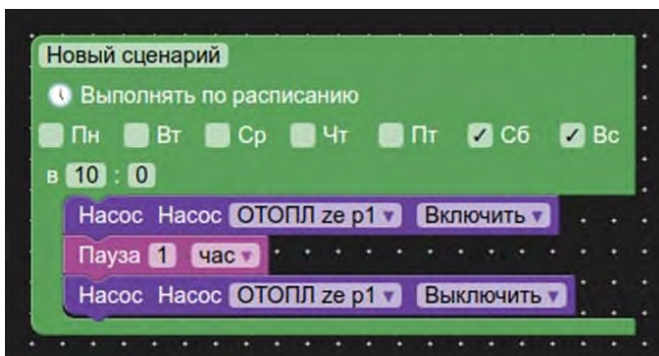 Новый сценарий
Выполнять по расписанию
Пн Вт Ср Чт Пт Сб Вс
в 10 : 0
Насос Насос ОТОПЛ ze p1 Включить
Пауза 1 час
Насос Насос ОТОПЛ ze p1 Выключить